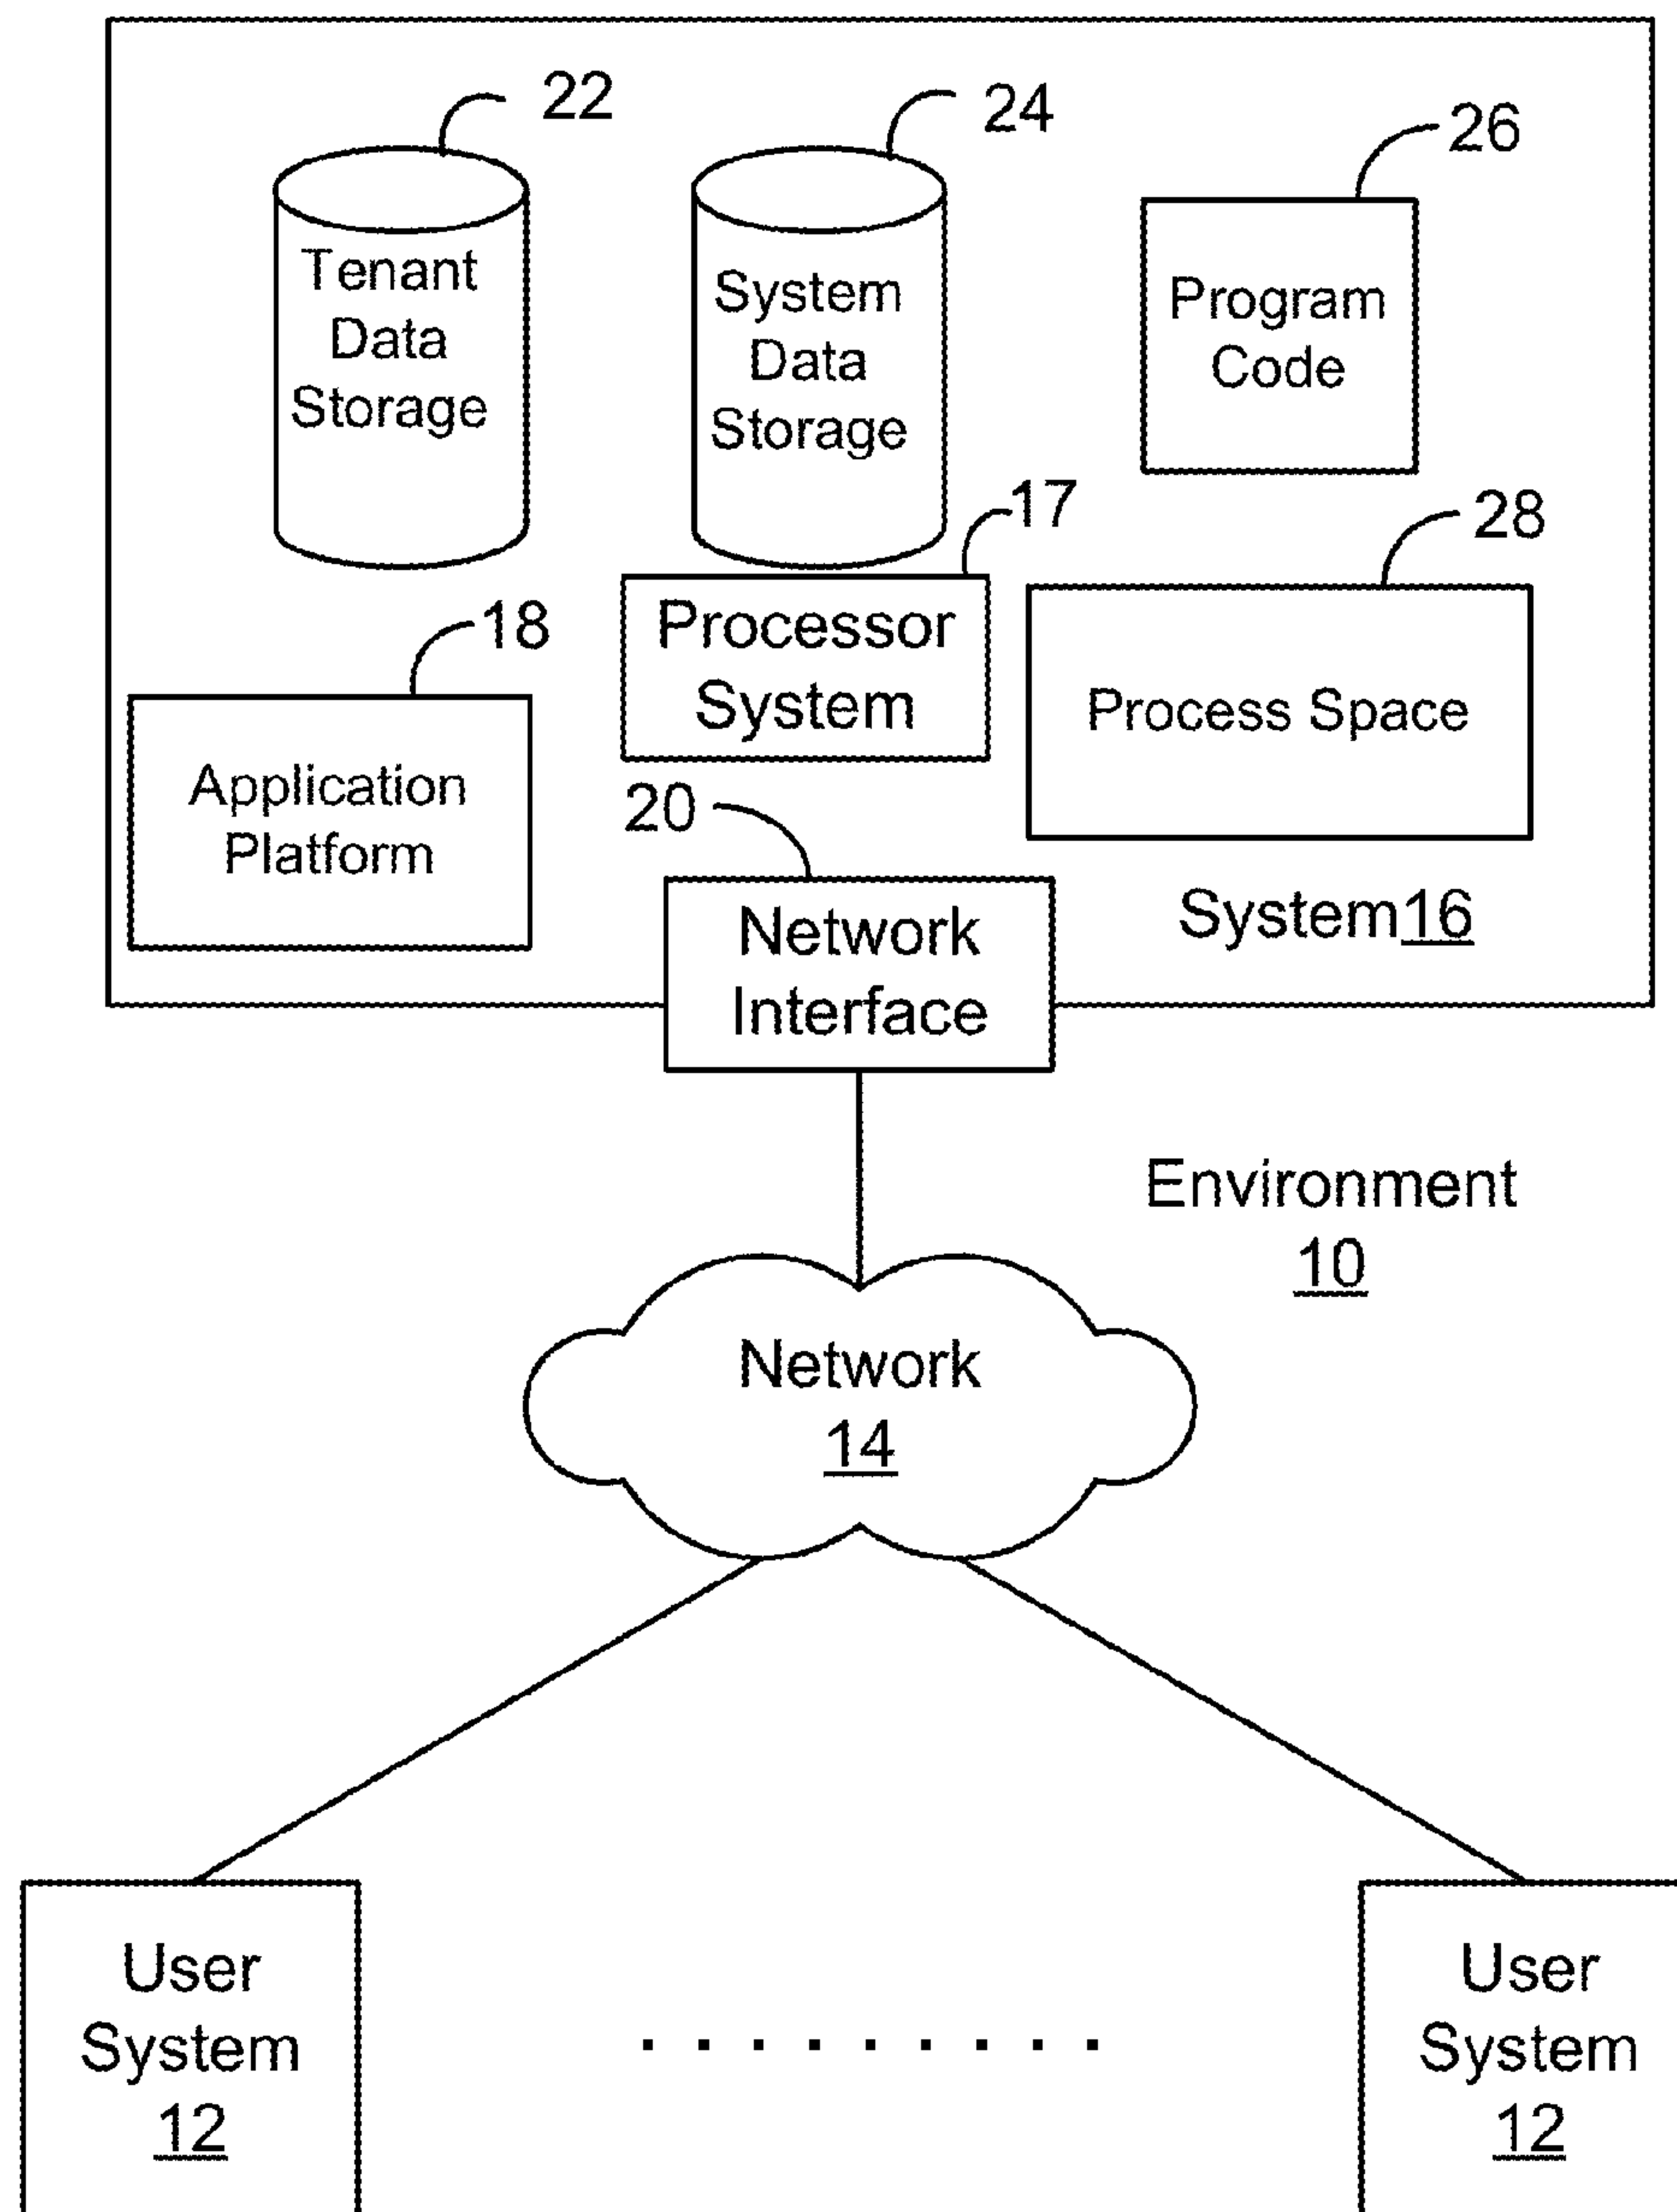 22
24
26
Tenant
Data
Storage
System
Data
Storage
Program
Code
17
28
18
Processor
System
Process Space
Application
Platform
20
Network
Interface
System16
Environment
10
Network
14
User
System
12
. . . . . . . . .
User
System
12